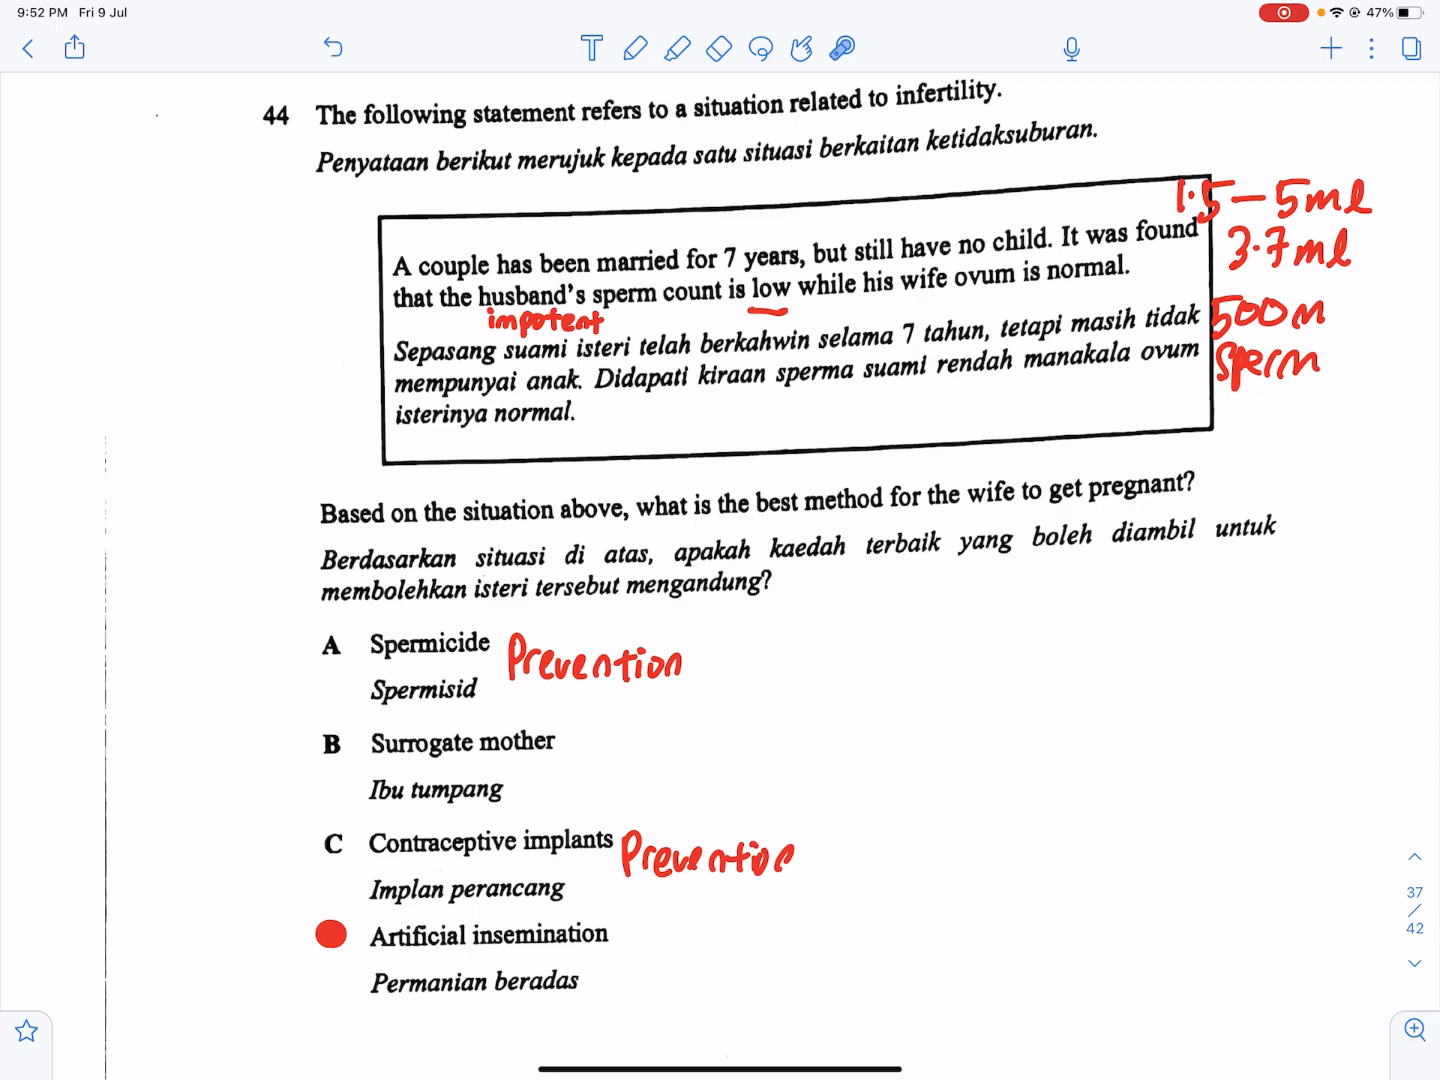 9:52 PM Fri 9 Jul
47%
44 The following statement refers to a situation related to infertility.
Penyataan berikut merujuk kepada satu situasi berkaitan ketidaksuburan.
1.5 – 5ml
A couple has been married for 7 years, but still have no child. It was found
3.7ml
that the husband's sperm count is low while his wife ovum is normal.
impotent
500m
Sepasang suami isteri telah berkahwin selama 7 tahun, tetapi masih tidak
sperm
mempunyai anak. Didapati kiraan sperma suami rendah manakala ovum
isterinya normal.
Based on the situation above, what is the best method for the wife to get pregnant?
Berdasarkan situasi di atas, apakah kaedah terbaik yang boleh diambil untuk
membolehkan isteri tersebut mengandung?
A Spermicide Prevention
Spermisid
B Surrogate mother
Ibu tumpang
C Contraceptive implants Prevention
Implan perancang
Artificial insemination
Permanian beradas
37
/
42